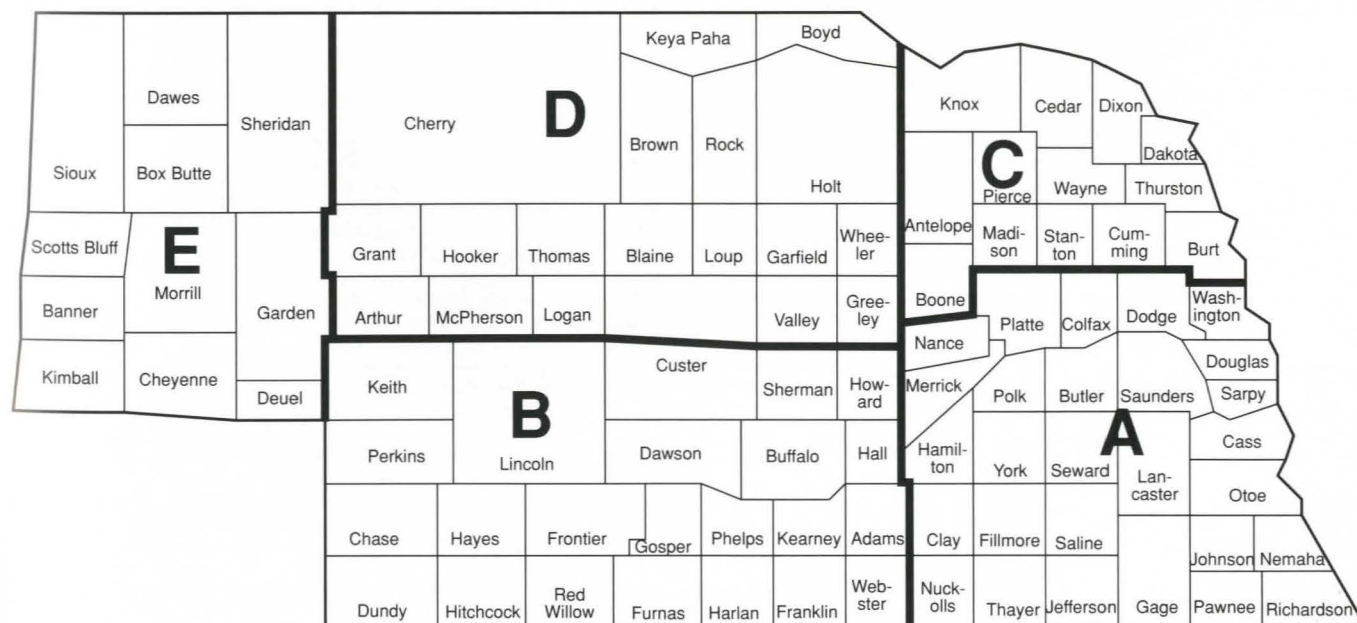 Keya Paha
Boyd
Dawes
Sheridan
Cherry
D
Knox
Cedar
Dixon
Sioux
Box Butte
Brown
Rock
Holt
C
Dakota
Pierce
Wayne
Thurston
Scotts Bluff
E
Morrill
Garden
Grant
Hooker
Thomas
Blaine
Loup
Garfield
Whee-
ler
Antelope
Madi-
son
Stan-
ton
Cum-
ming
Burt
Banner
Arthur
McPherson
Logan
Valley
Gree-
ley
Boone
Platte
Colfax
Dodge
Wash-
ington
Nance
Kimball
Cheyenne
Deuel
Keith
B
Lincoln
Custer
Sherman
How-
ard
Merrick
Polk
Butler
Saunders
Douglas
Sarpy
A
Perkins
Dawson
Buffalo
Hall
Hamil-
ton
York
Seward
Lan-
caster
Cass
Otoe
Chase
Hayes
Frontier
Gosper
Phelps
Kearney
Adams
Clay
Fillmore
Saline
Johnson
Nemaha
Dundy
Hitchcock
Red
Willow
Furnas
Harlan
Franklin
Web-
ster
Nuck-
olls
Thayer
Jefferson
Gage
Pawnee
Richardson